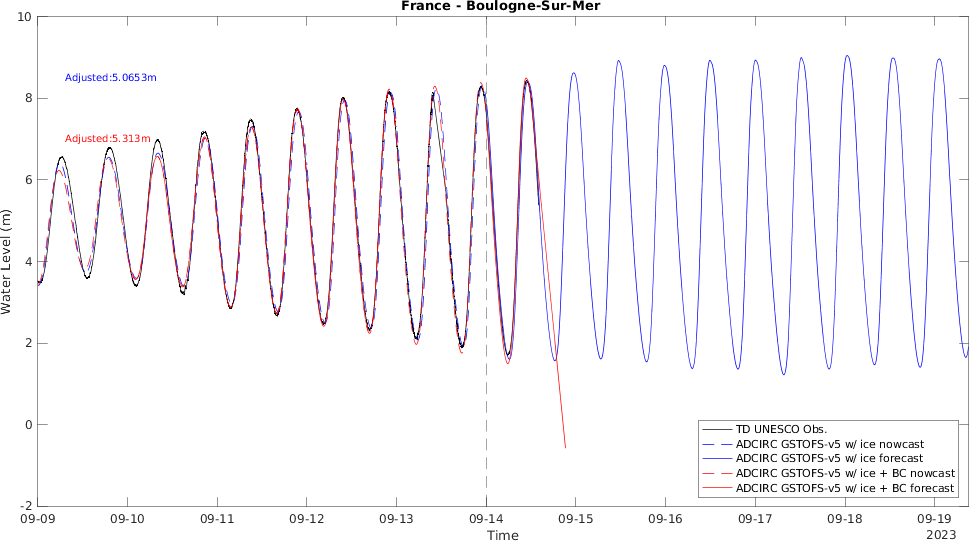 France - Boulogne-Sur-Mer
10
8
6
4
2
0
-2
Water Level (m)
Adjusted:5.0653m
Adjusted:5.313m
TD UNESCO Obs.
ADCIRC GSTOFS-v5 w/ ice nowcast
ADCIRC GSTOFS-v5 w/ ice forecast
ADCIRC GSTOFS-v5 w/ ice + BC nowcast
ADCIRC GSTOFS-v5 w/ ice + BC forecast
09-09 09-10 09-11 09-12 09-13 09-14 09-15 09-16 09-17 09-18 09-19
Time
2023